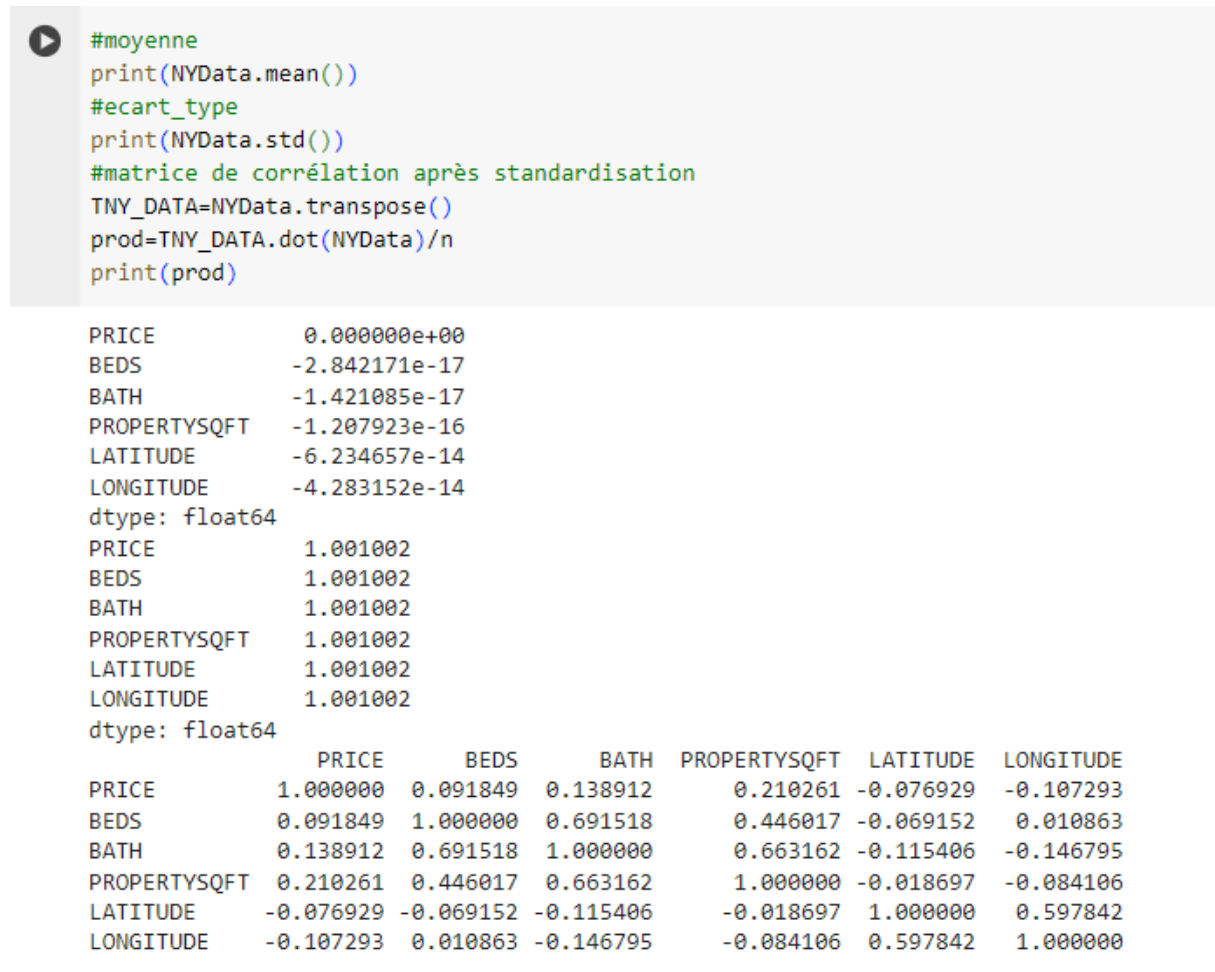 #moyenne
print(NYData.mean())
#ecart_type
print(NYData.std())
#matrice de corrélation après standardisation
TNY_DATA=NYData.transpose()
prod=TNY_DATA.dot(NYData)/n
print(prod)
PRICE 0.000000e+00
BEDS -2.842171e-17
BATH -1.421085e-17
PROPERTYSQFT -1.207923e-16
LATITUDE -6.234657e-14
LONGITUDE -4.283152e-14
dtype: float64
PRICE 1.001002
BEDS 1.001002
BATH 1.001002
PROPERTYSQFT 1.001002
LATITUDE 1.001002
LONGITUDE 1.001002
dtype: float64
PRICE BEDS BATH PROPERTYSQFT LATITUDE LONGITUDE
PRICE 1.000000 0.091849 0.138912 0.210261 -0.076929 -0.107293
BEDS 0.091849 1.000000 0.691518 0.446017 -0.069152 0.010863
BATH 0.138912 0.691518 1.000000 0.663162 -0.115406 -0.146795
PROPERTYSQFT 0.210261 0.446017 0.663162 1.000000 -0.018697 -0.084106
LATITUDE -0.076929 -0.069152 -0.115406 -0.018697 1.000000 0.597842
LONGITUDE -0.107293 0.010863 -0.146795 -0.084106 0.597842 1.000000